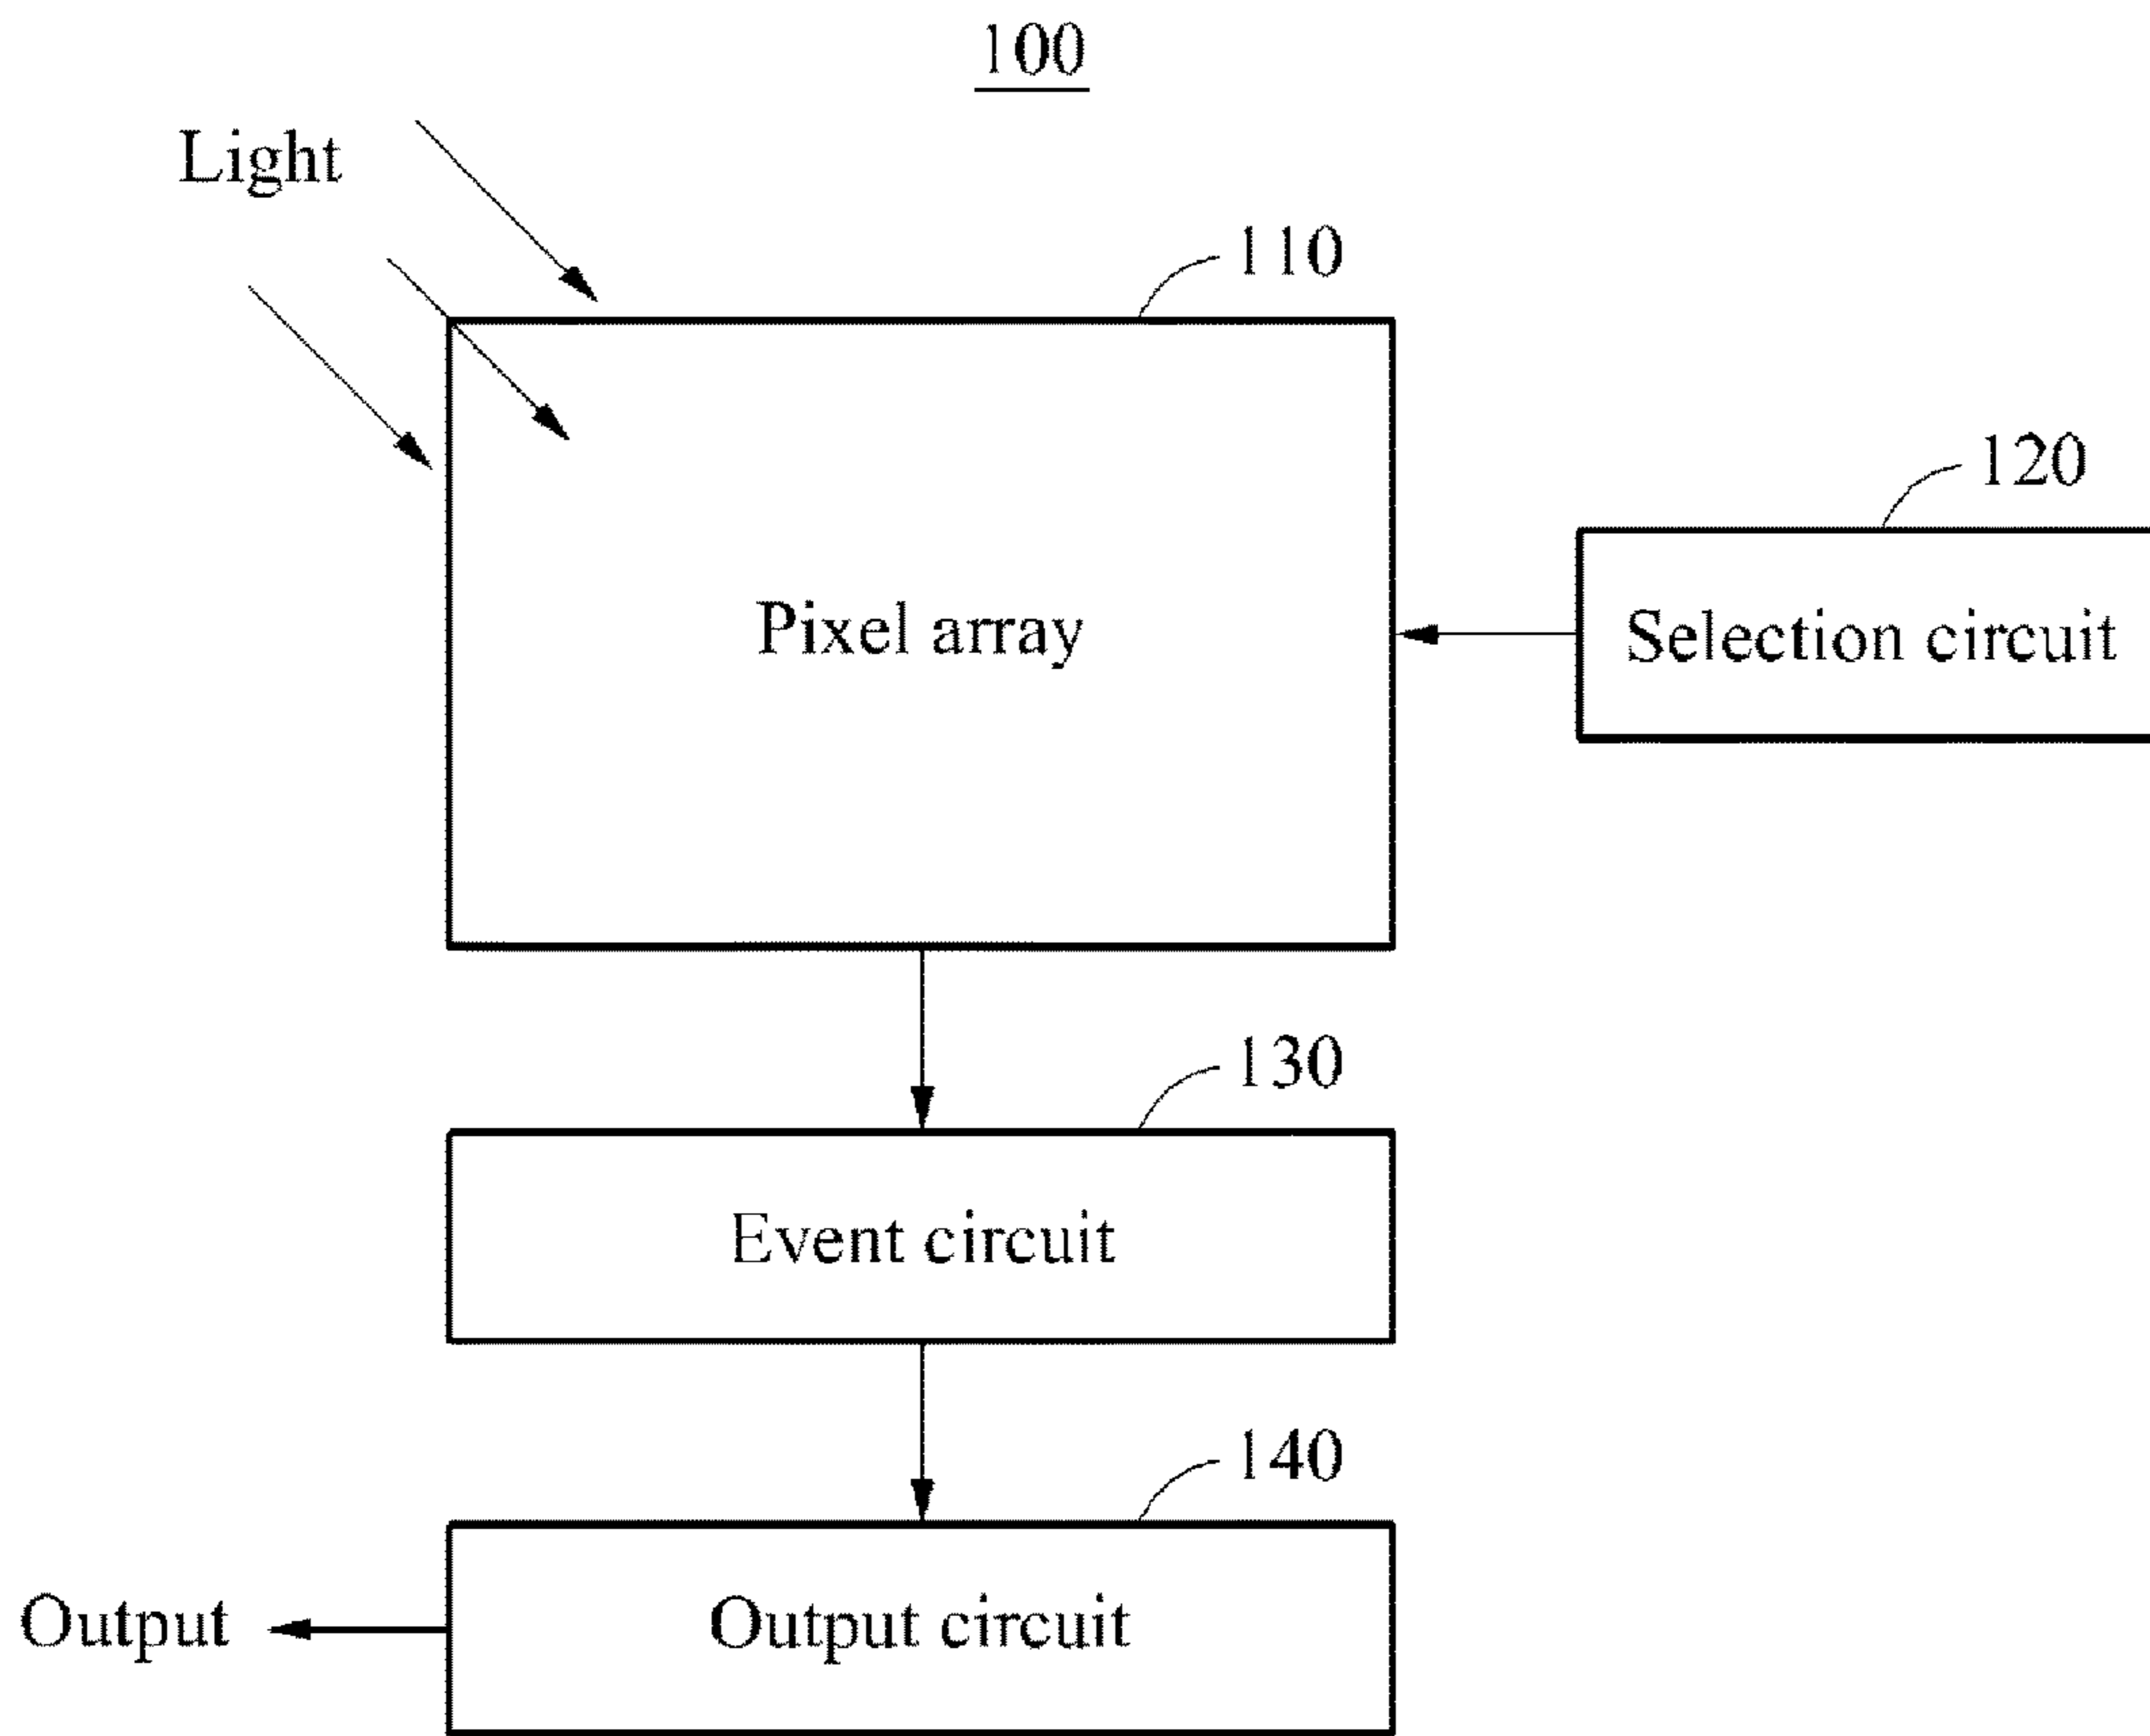 100
Light
110
120
Pixel array
Selection circuit
130
Event circuit
140
Output
Output circuit